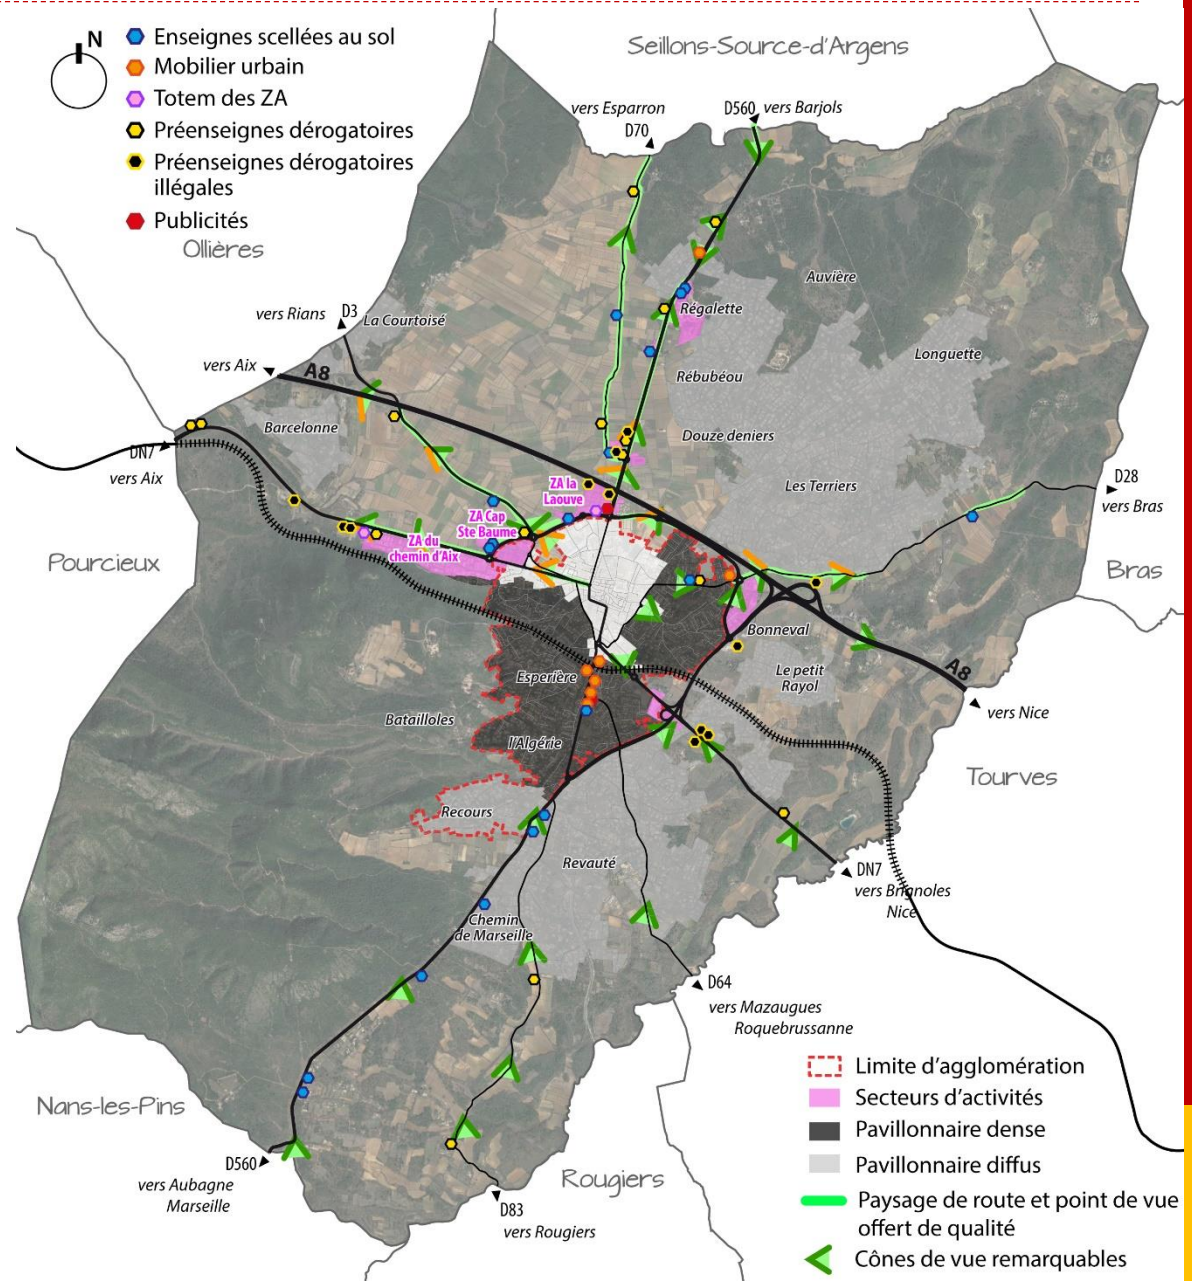 N
Enseignes scellées au sol
Mobilier urbain
Totem des ZA
Préenseignes dérogatoires
Préenseignes dérogatoires
illégales
Publicités
Seillons-Source-d'Argens
vers Esparron
D70
D560 vers Barjols
Ollières
vers Rians
D3
La Courtoisé
vers Aix
A8
Auvière
Régalette
Longuette
Rébubéou
Barcelonne
Douze deniers
DN7
vers Aix
Les Terriers
D28
vers Bras
ZA la
Laouve
ZA Cap
Ste Baume
ZA du
chemin d'Aix
Pourcieux
Bras
Bonneval
Le petit
Rayol
A8
vers Nice
Esperière
Batailloles
l'Algérie
Tourves
Recours
Revauté
DN7
vers Brignoles
Nice
Chemin
de Marseille
D64
vers Mazaugues
Roquebrussanne
Nans-les-Pins
D560
vers Aubagne
Marseille
Rougiers
D83
vers Rougiers
Limite d'agglomération
Secteurs d'activités
Pavillonnaire dense
Pavillonnaire diffus
Paysage de route et point de vue
offert de qualité
Cônes de vue remarquables